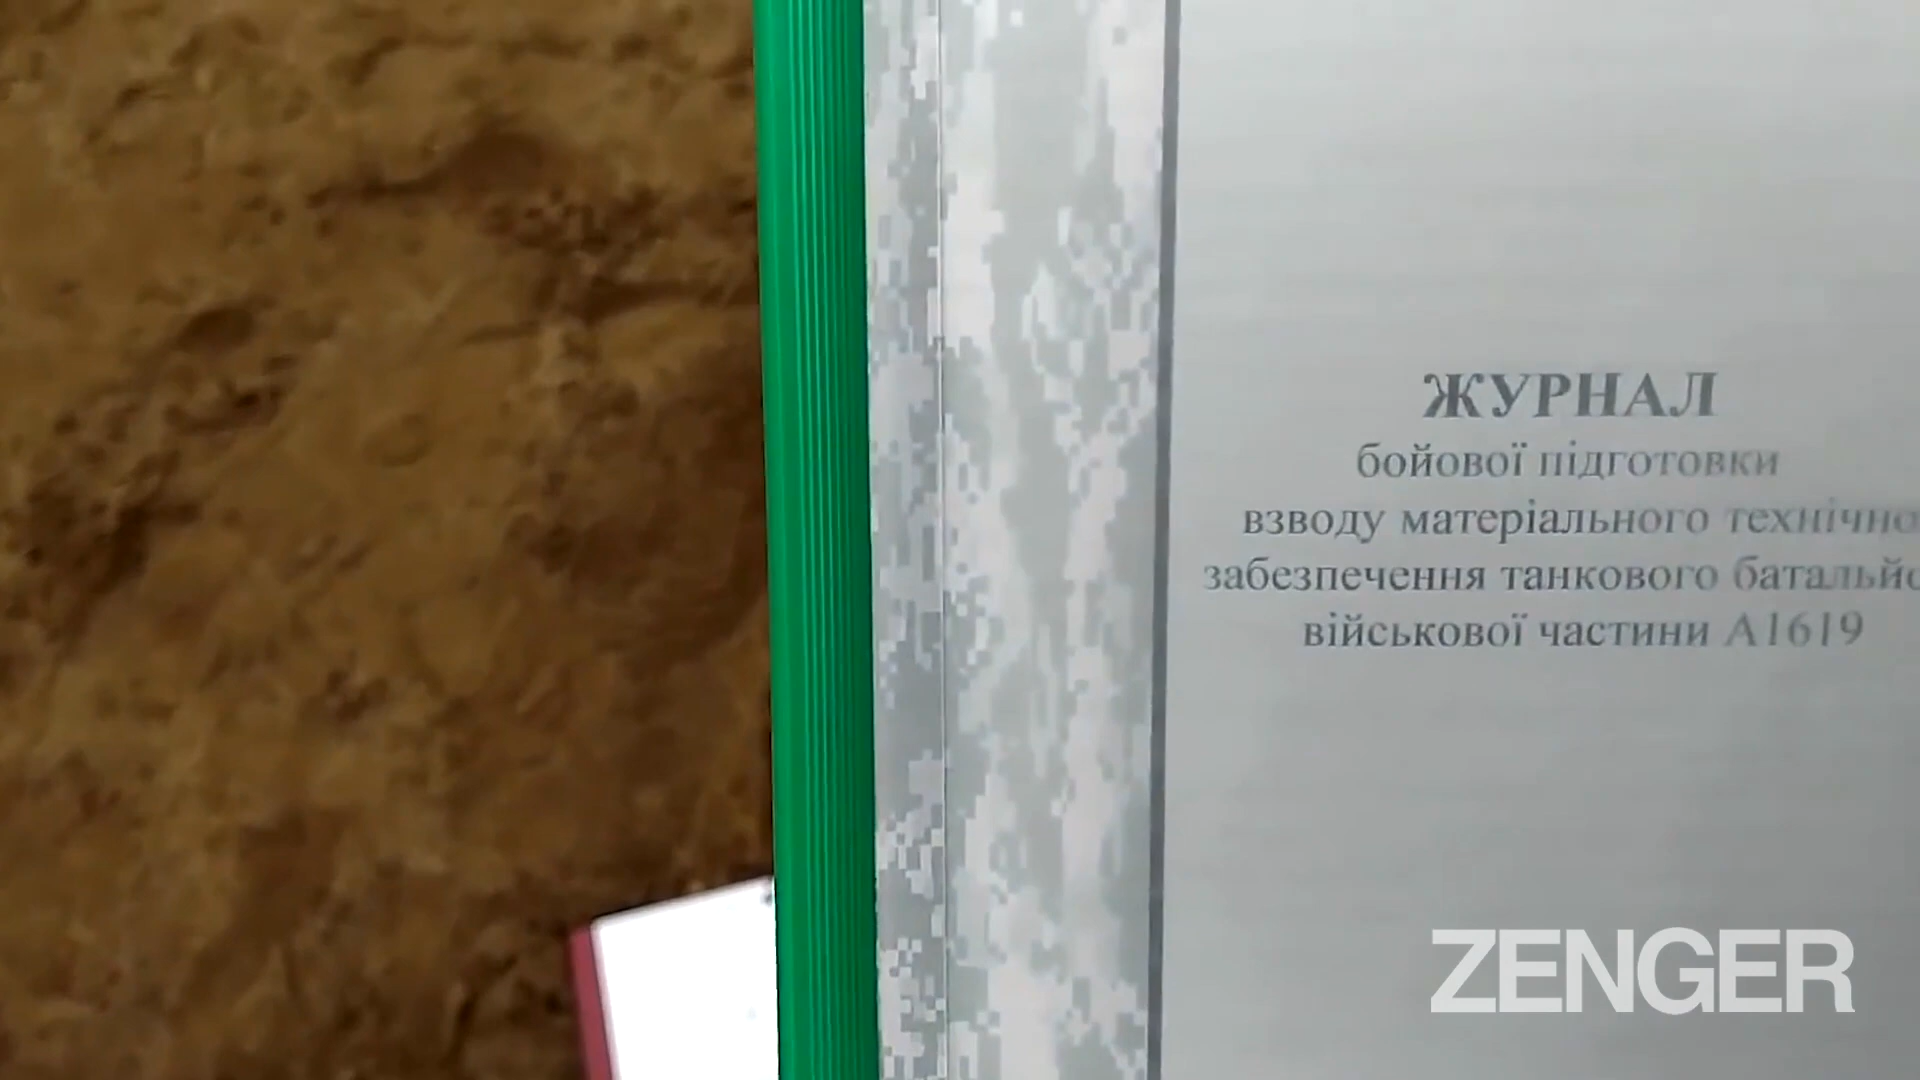 ЖУРНАЛ
бойової підготовки
взводу матеріального технічно
забезпечення танкового батальйо
військової частини А1619
ZENGER